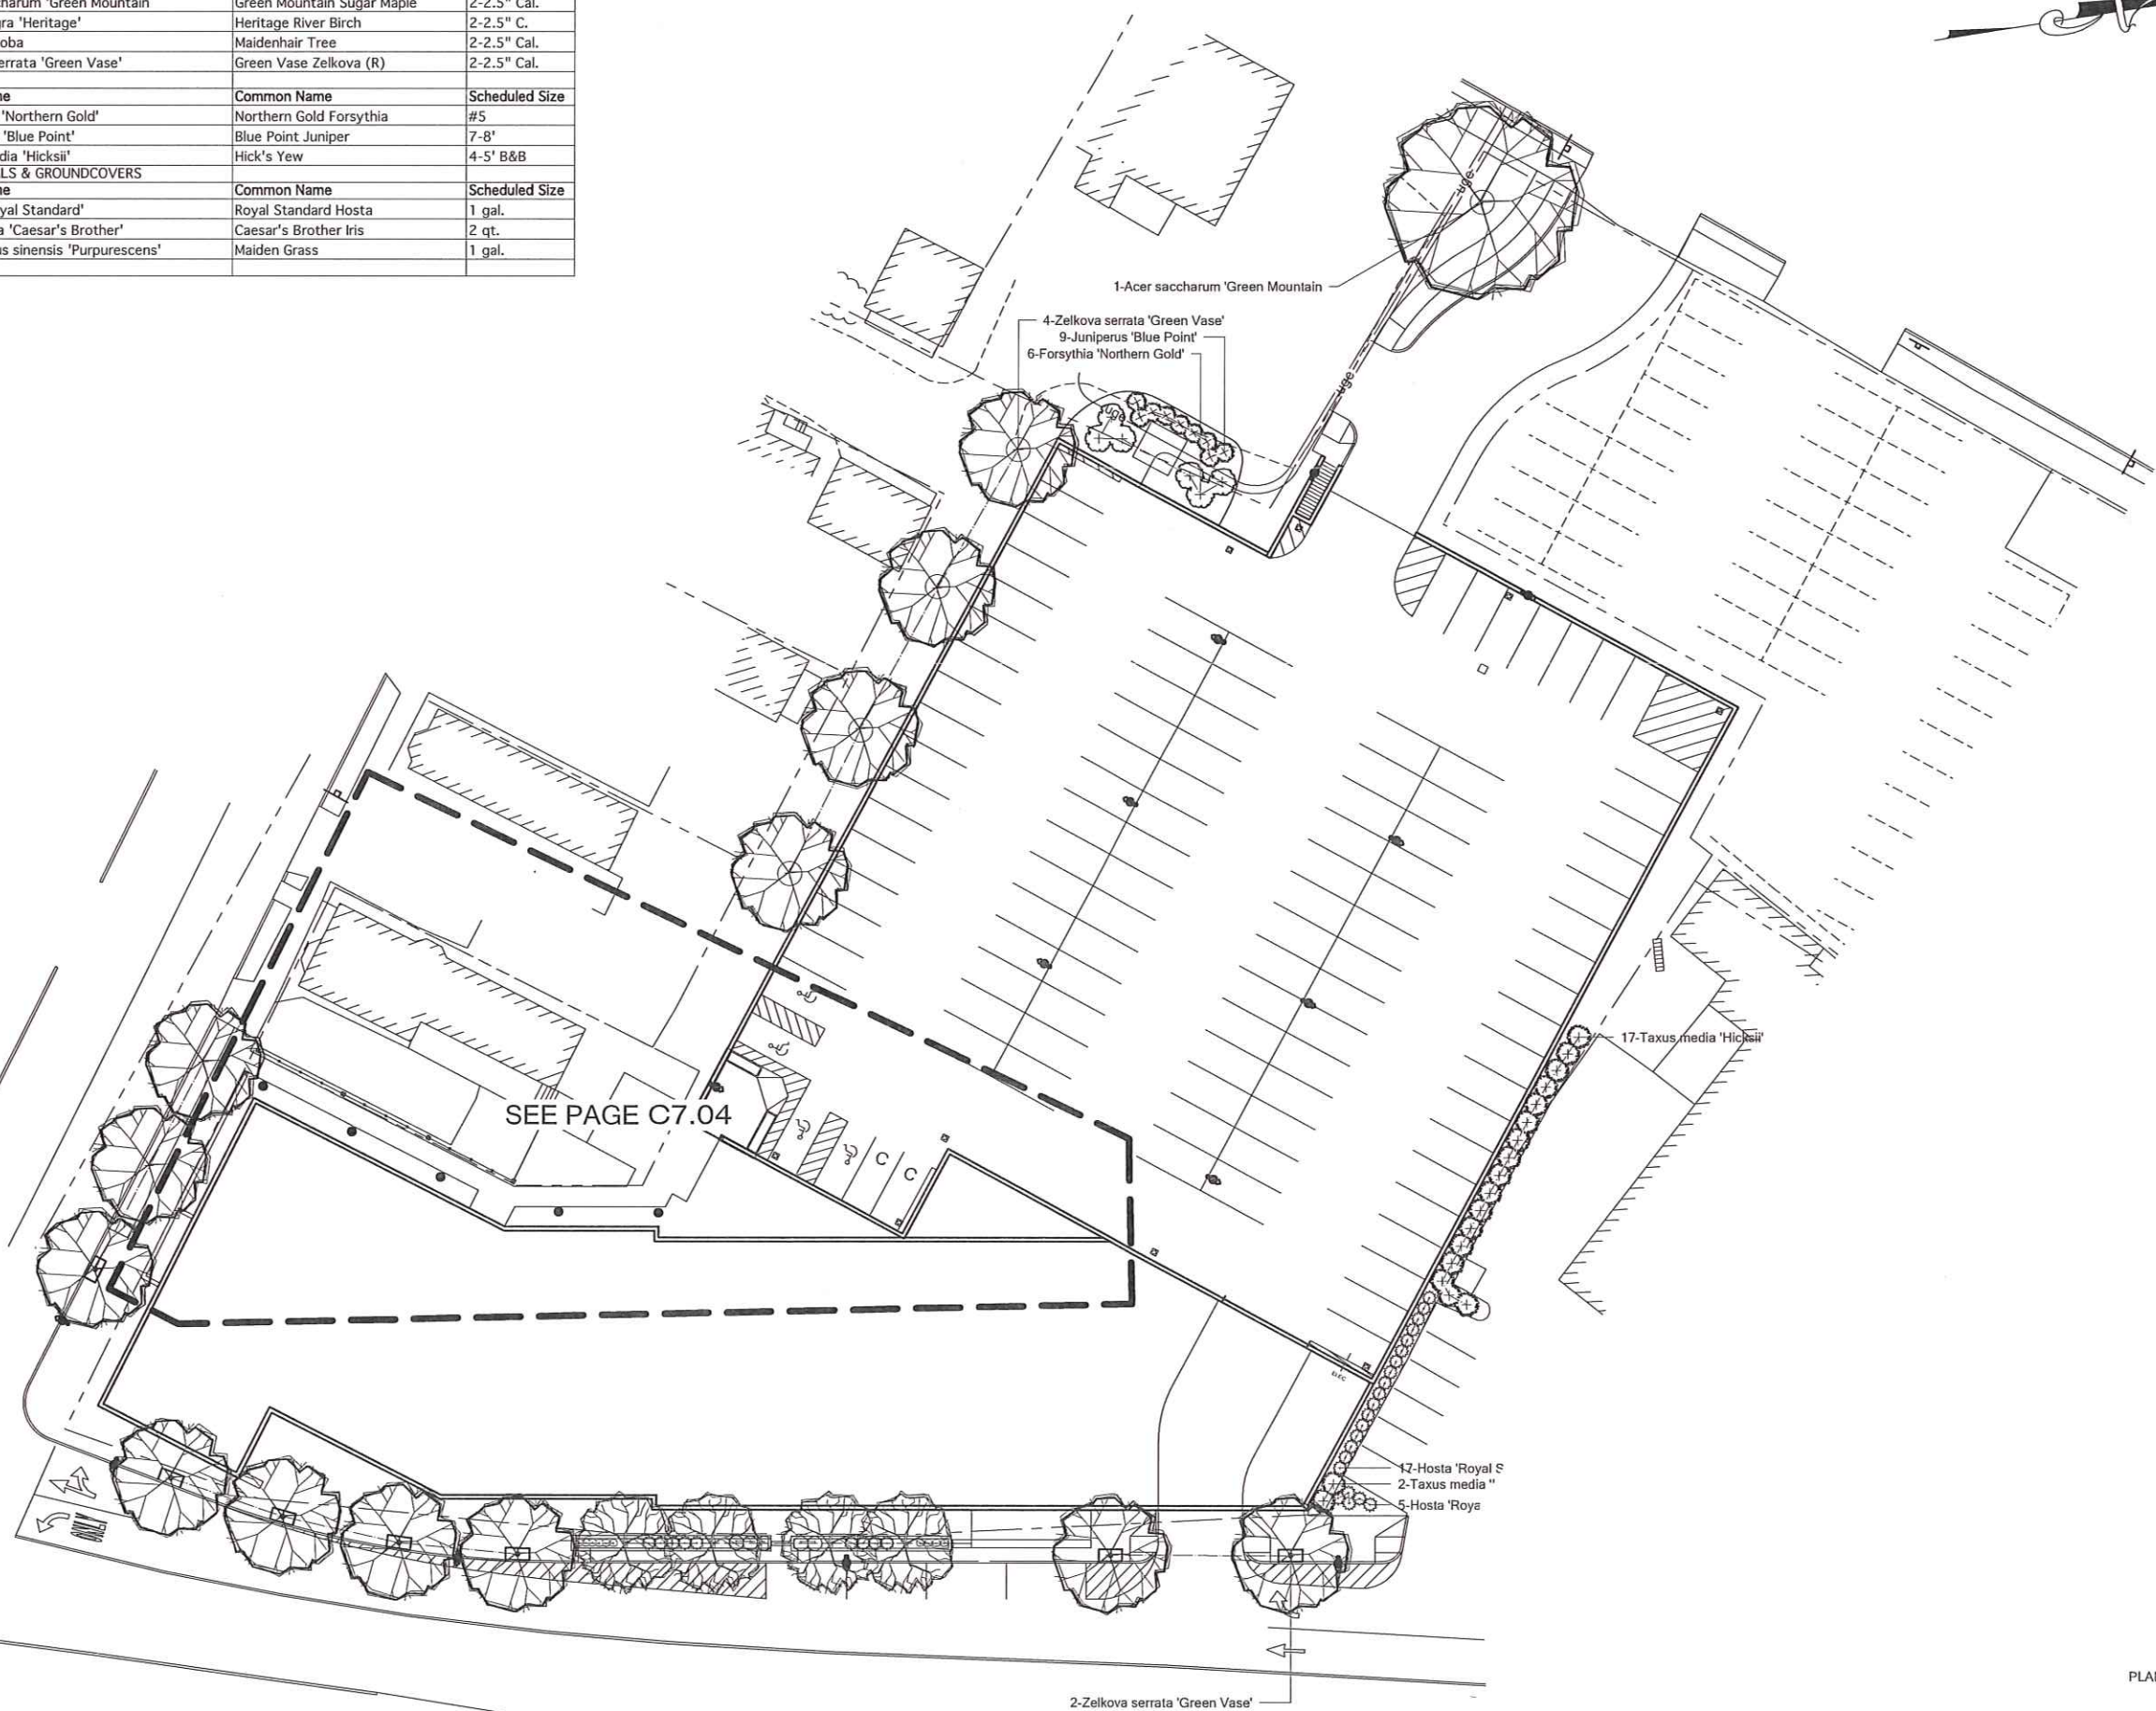 charum 'Green Mountain Green Mountain Sugar Maple 2-2.5" Cal.
gra 'Heritage' Heritage River Birch 2-2.5" C.
oba Maidenhair Tree 2-2.5" Cal.
errata 'Green Vase' Green Vase Zelkova (R) 2-2.5" Cal.
ne Common Name Scheduled Size
'Northern Gold' Northern Gold Forsythia #5
'Blue Point' Blue Point Juniper 7-8'
dia 'Hicksii' Hick's Yew 4-5' B&B
LS & GROUNDCOVERS
ne Common Name Scheduled Size
yal Standard' Royal Standard Hosta 1 gal.
a 'Caesar's Brother' Caesar's Brother Iris 2 qt.
us sinensis 'Purpurescens' Maiden Grass 1 gal.
uge
1-Acer saccharum 'Green Mountain
4-Zelkova serrata 'Green Vase'
9-Juniperus 'Blue Point'
6-Forsythia 'Northern Gold'
uge
uge
17-Taxus media 'Hicksii'
SEE PAGE C7.04
C
C
ELEC
17-Hosta 'Royal S
2-Taxus media "
5-Hosta 'Roya
ONLY
2-Zelkova serrata 'Green Vase'
PLAN